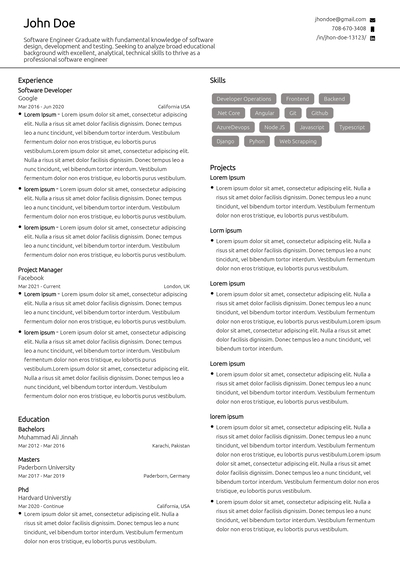 John Doe
Software Engineer Graduate with fundamental knowledge of software
design, development and testing. Seeking to analyze broad educational
background with excellent, analytical, technical skills to thrive as a
professional software engineer
jhondoe@gmail.com
708-670-3408
/in/jhon-doe-13123/
Experience
Software Developer
Google
Mar 2016 - Jun 2020 California USA
Lorem Ipsum - Lorem ipsum dolor sit amet, consectetur adipiscing
elit. Nulla a risus sit amet dolor facilisis dignissim. Donec tempus
leo a nunc tincidunt, vel bibendum tortor interdum. Vestibulum
fermentum dolor non eros tristique, eu lobortis purus
vestibulum.Lorem ipsum dolor sit amet, consectetur adipiscing elit.
Nulla a risus sit amet dolor facilisis dignissim. Donec tempus leo a
nunc tincidunt, vel bibendum tortor interdum. Vestibulum
fermentum dolor non eros tristique, eu lobortis purus vestibulum.
lorem ipsum - Lorem ipsum dolor sit amet, consectetur adipiscing
elit. Nulla a risus sit amet dolor facilisis dignissim. Donec tempus
leo a nunc tincidunt, vel bibendum tortor interdum. Vestibulum
fermentum dolor non eros tristique, eu lobortis purus vestibulum.
lorem ipsum - Lorem ipsum dolor sit amet, consectetur adipiscing
elit. Nulla a risus sit amet dolor facilisis dignissim. Donec tempus
leo a nunc tincidunt, vel bibendum tortor interdum. Vestibulum
fermentum dolor non eros tristique, eu lobortis purus vestibulum.
Project Manager
Facebook
Mar 2021 - Current London, UK
Lorem Ipsum - Lorem ipsum dolor sit amet, consectetur adipiscing
elit. Nulla a risus sit amet dolor facilisis dignissim. Donec tempus
leo a nunc tincidunt, vel bibendum tortor interdum. Vestibulum
fermentum dolor non eros tristique, eu lobortis purus vestibulum.
lorem ipsum - Lorem ipsum dolor sit amet, consectetur adipiscing
elit. Nulla a risus sit amet dolor facilisis dignissim. Donec tempus
leo a nunc tincidunt, vel bibendum tortor interdum. Vestibulum
fermentum dolor non eros tristique, eu lobortis purus
vestibulum.Lorem ipsum dolor sit amet, consectetur adipiscing
elit. Nulla a risus sit amet dolor facilisis dignissim. Donec tempus
leo a nunc tincidunt, vel bibendum tortor interdum. Vestibulum
fermentum dolor non eros tristique, eu lobortis purus vestibulum.
Education
Bachelors
Muhammad Ali Jinnah
Mar 2012 - Mar 2016 Karachi, Pakistan
Masters
Paderborn University
Mar 2017 - Mar 2019 Paderborn, Germany
Phd
Hardvard Universtiy
Mar 2020 - Continue California, USA
Lorem ipsum dolor sit amet, consectetur adipiscing elit. Nulla a
risus sit amet dolor facilisis dignissim. Donec tempus leo a nunc
tincidunt, vel bibendum tortor interdum. Vestibulum fermentum
dolor non eros tristique, eu lobortis purus vestibulum.
Skills
Developer Operations Frontend Backend
.Net Core Angular Git Github
AzureDevops Node JS Javascript Typescript
Django Pyhon Web Scrapping
Projects
Lorem Ipsum
Lorem ipsum dolor sit amet, consectetur adipiscing elit. Nulla a
risus sit amet dolor facilisis dignissim. Donec tempus leo a nunc
tincidunt, vel bibendum tortor interdum. Vestibulum fermentum
dolor non eros tristique, eu lobortis purus vestibulum.
Lorm Ipsum
Lorem ipsum dolor sit amet, consectetur adipiscing elit. Nulla a
risus sit amet dolor facilisis dignissim. Donec tempus leo a nunc
tincidunt, vel bibendum tortor interdum. Vestibulum fermentum
Lorem Ipsum
Lorem ipsum dolor sit amet, consectetur adipiscing elit. Nulla a
risus sit amet dolor facilisis dignissim. Donec tempus leo a nunc
tincidunt, vel bibendum tortor interdum. Vestibulum fermentum
dolor non eros tristique, eu lobortis purus vestibulum.Lorem ipsum
dolor sit amet, consectetur adipiscing elit. Nulla a risus sit amet
dolor facilisis dignissim. Donec tempus leo a nunc tincidunt, vel
bibendum tortor interdum.
Lorem Ipsum
Lorem ipsum dolor sit amet, consectetur adipiscing elit. Nulla a
risus sit amet dolor facilisis dignissim. Donec tempus leo a nunc
tincidunt, vel bibendum tortor interdum. Vestibulum fermentum
lorem ipsum
Lorem ipsum dolor sit amet, consectetur adipiscing elit. Nulla a
risus sit amet dolor facilisis dignissim. Donec tempus leo a nunc
tincidunt, vel bibendum tortor interdum. Vestibulum fermentum
dolor non eros tristique, eu lobortis purus vestibulum.Lorem ipsum
dolor sit amet, consectetur adipiscing elit. Nulla a risus sit amet
dolor facilisis dignissim. Donec tempus leo a nunc tincidunt, vel
bibendum tortor interdum. Vestibulum fermentum dolor non eros
tristique, eu lobortis purus vestibulum.
Lorem ipsum dolor sit amet, consectetur adipiscing elit. Nulla a
risus sit amet dolor facilisis dignissim. Donec tempus leo a nunc
tincidunt, vel bibendum tortor interdum. Vestibulum fermentum
dolor non eros tristique, eu lobortis purus vestibulum.